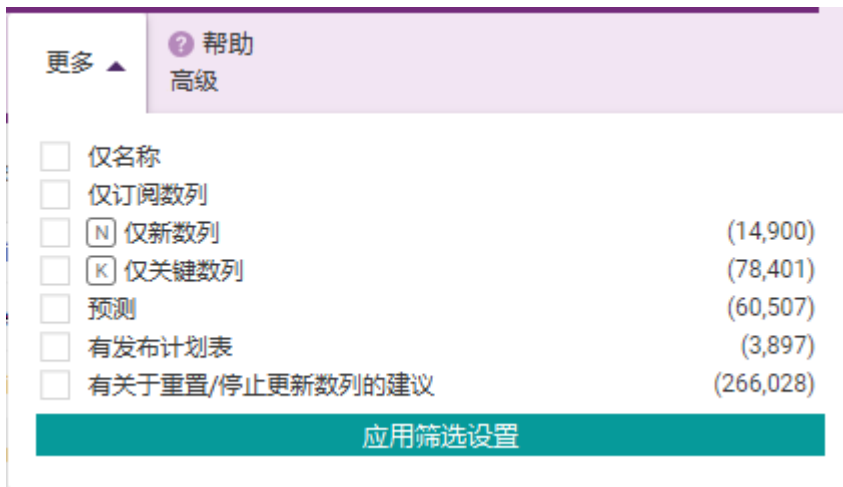 更多
帮助
高级
仅名称
仅订阅数列
N 仅新数列 (14,900)
K 仅关键数列 (78,401)
预测 (60,507)
有发布计划表 (3,897)
有关于重置/停止更新数列的建议 (266,028)
应用筛选设置